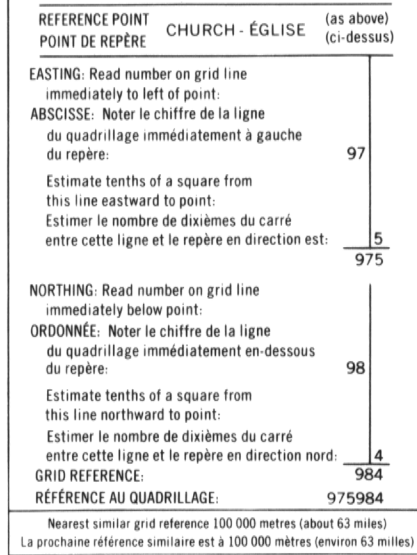 REFERENCE POINT
POINT DE REPÈRE
CHURCH - ÉGLISE
(as above)
(ci-dessus)
EASTING: Read number on grid line
immediately to left of point:
ABSCISSE: Noter le chiffre de la ligne
du quadrillage immédiatement à gauche
du repère: 97
Estimate tenths of a square from
this line eastward to point:
Estimer le nombre de dixièmes du carré
entre cette ligne et le repère en direction est: 5
975
NORTHING: Read number on grid line
immediately below point:
ORDONNÉE: Noter le chiffre de la ligne
du quadrillage immédiatement en-dessous
du repère: 98
Estimate tenths of a square from
this line northward to point:
Estimer le nombre de dixièmes du carré
entre cette ligne et le repère en direction nord: 4
GRID REFERENCE: 984
RÉFÉRENCE AU QUADRILLAGE: 975984
Nearest similar grid reference 100 000 metres (about 63 miles)
La prochaine référence similaire est à 100 000 mètres (environ 63 milles)